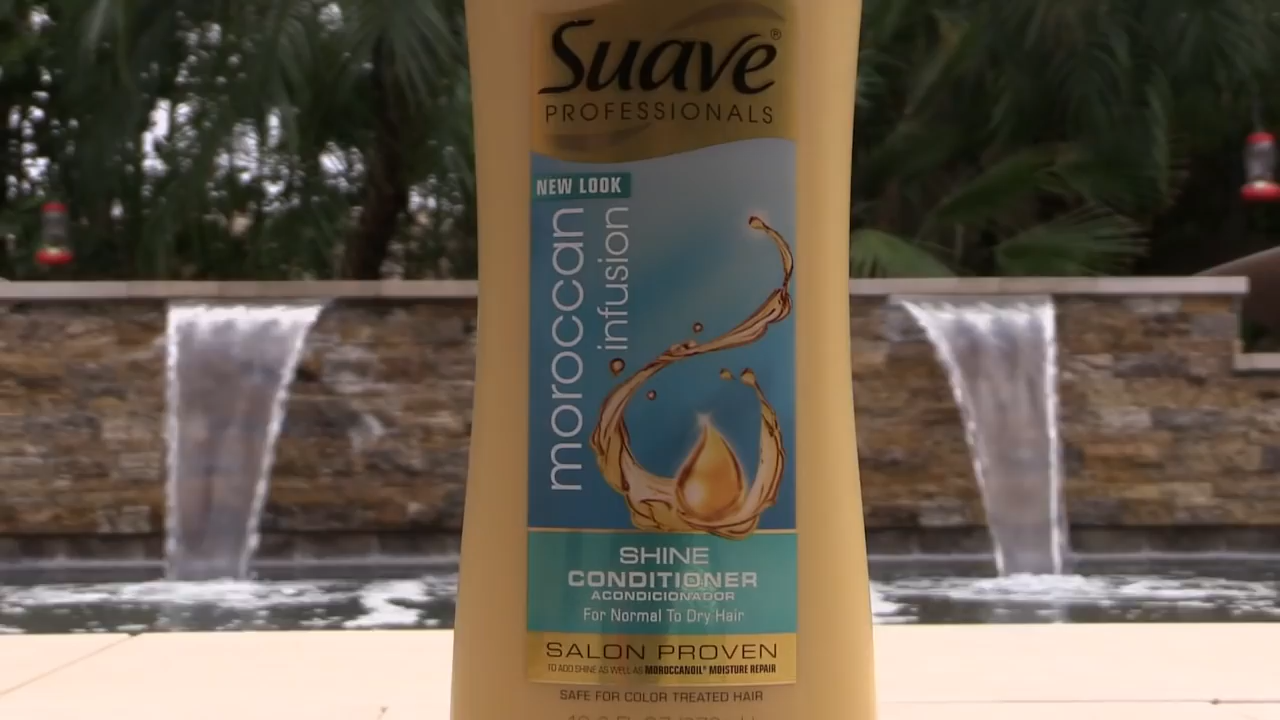 Suave®
PROFESSIONALS
NEW LOOK
moroccan
infusion
SHINE
CONDITIONER
ACONDICIONADOR
For Normal To Dry Hair
SALON PROVEN
TO ADD SHINE AS WELL AS MOROCCANOIL® MOISTURE REPAIR
SAFE FOR COLOR TREATED HAIR